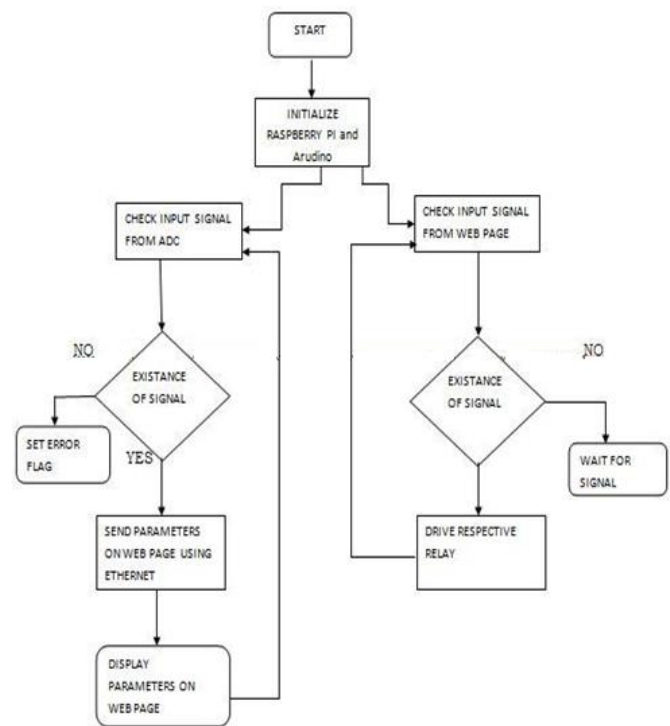 START
INITIALIZE
RASPBERRY PI and
Arudino
CHECK INPUT SIGNAL
FROM ADC
CHECK INPUT SIGNAL
FROM WEB PAGE
NO
EXISTANCE
OF SIGNAL
NO
EXISTANCE
OF SIGNAL
SET ERROR
FLAG
YES
WAIT FOR
SIGNAL
SEND PARAMETERS
ON WEB PAGE USING
ETHERNET
DRIVE RESPECTIVE
RELAY
DISPLAY
PARAMETERS ON
WEB PAGE